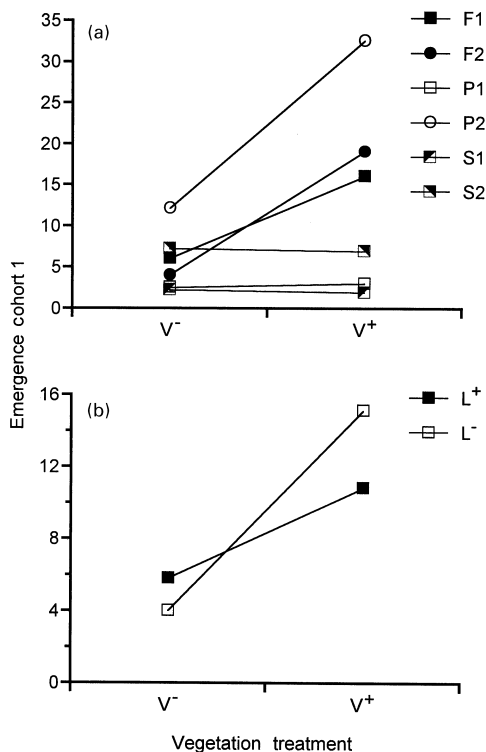 (a)
35
30
25
20
15
10
5
0
V⁻
V⁺
F1
F2
P1
P2
S1
S2
Emergence cohort 1
(b)
16
12
8
4
0
V⁻
V⁺
L⁺
L⁻
Vegetation treatment